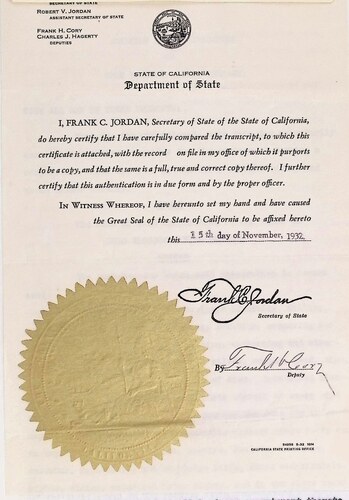 SECRETARY OF STATE
ROBERT V. JORDAN
ASSISTANT SECRETARY OF STATE
FRANK H. CORY
CHARLES J. HAGERTY
DEPUTIES
STATE OF CALIFORNIA
Department of State
I, FRANK C. JORDAN, Secretary of State of the State of California,
do hereby certify that I have carefully compared the transcript, to which this
certificate is attached, with the record on file in my office of which it purports
to be a copy, and that the same is a full, true and correct copy thereof. I further
certify that this authentication is in due form and by the proper officer.
IN WITNESS WHEREOF, I have hereunto set my hand and have caused
the Great Seal of the State of California to be affixed hereto
this 15th day of November, 1932
Frank C. Jordan
Secretary of State
By Frank H Cory
Deputy
CALIFORNIA STATE PRINTING OFFICE